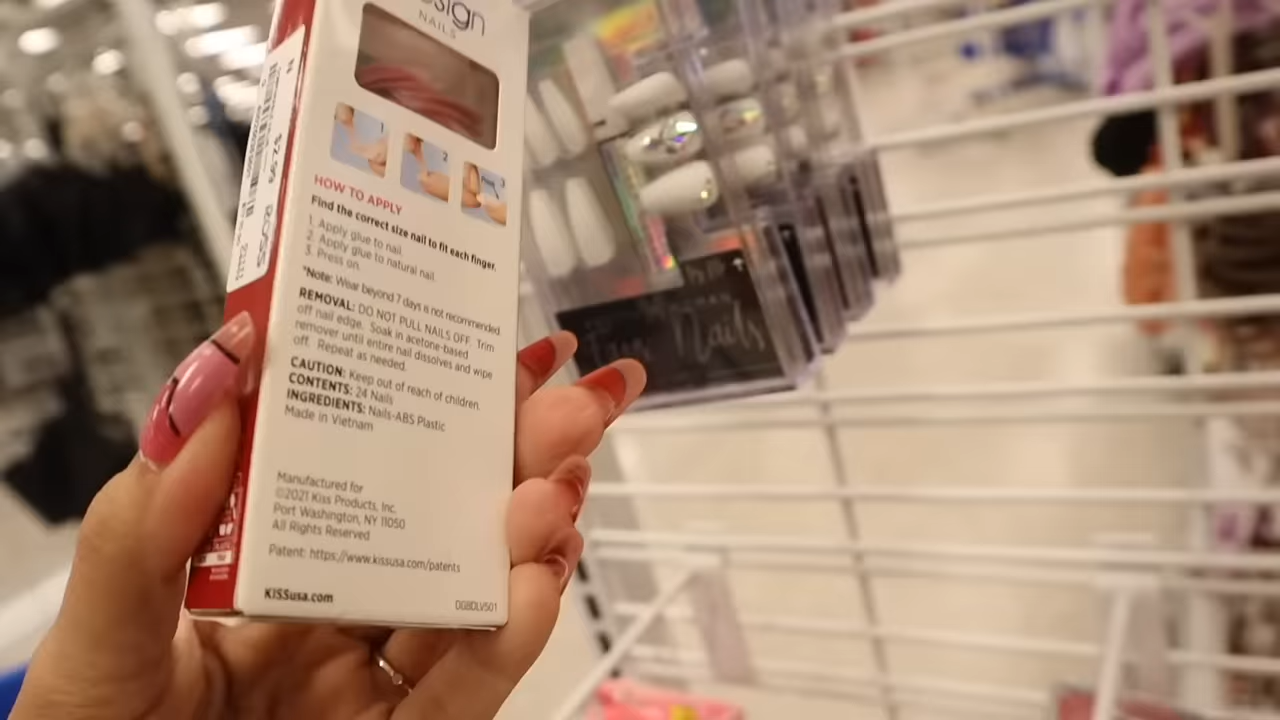 NAILS
2
3
HOW TO APPLY
Find the correct size nail to fit each finger.
1. Apply glue to nail.
2. Apply glue to natural nail.
3. Press on.
*Note: Wear beyond 7 days is not recommended.
REMOVAL: DO NOT PULL NAILS OFF. Trim
off nail edge. Soak in acetone-based
remover until entire nail dissolves and wipe
off. Repeat as needed.
CAUTION: Keep out of reach of children.
CONTENTS: 24 Nails
INGREDIENTS: Nails-ABS Plastic
Made in Vietnam
Manufactured for
©2021 Kiss Products, Inc.
Port Washington, NY 11050
All Rights Reserved
Patent: https://www.kissusa.com/patents
KISSusa.com
DGBDLVS01
ROSS
Nails